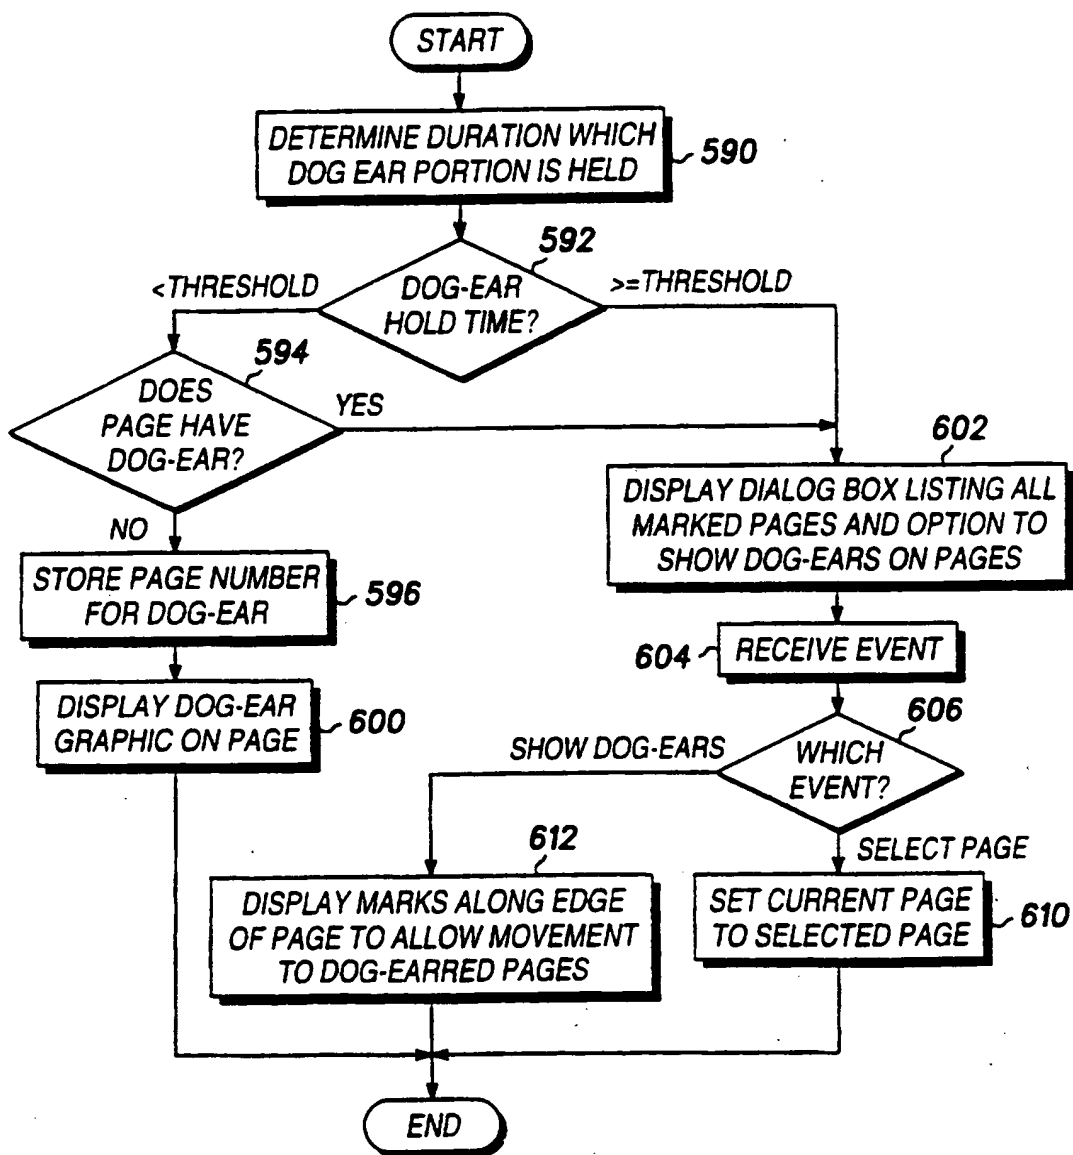 START
DETERMINE DURATION WHICH
DOG EAR PORTION IS HELD
590
592
<THRESHOLD
DOG-EAR
HOLD TIME?
>=THRESHOLD
594
DOES
PAGE HAVE
DOG-EAR?
YES
NO
602
DISPLAY DIALOG BOX LISTING ALL
MARKED PAGES AND OPTION TO
SHOW DOG-EARS ON PAGES
STORE PAGE NUMBER
FOR DOG-EAR
596
604
RECEIVE EVENT
DISPLAY DOG-EAR
GRAPHIC ON PAGE
600
606
SHOW DOG-EARS
WHICH
EVENT?
SELECT PAGE
612
DISPLAY MARKS ALONG EDGE
OF PAGE TO ALLOW MOVEMENT
TO DOG-EARRED PAGES
SET CURRENT PAGE
TO SELECTED PAGE
610
END